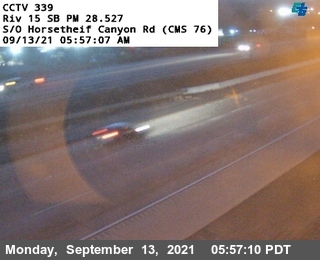 CCTV 339
Riv 15 SB PM 28.527
S/O Horsetheif Canyon Rd (CMS 76)
09/13/21 05:57:07 AM
Monday, September 13, 2021 05:57:10 PDT